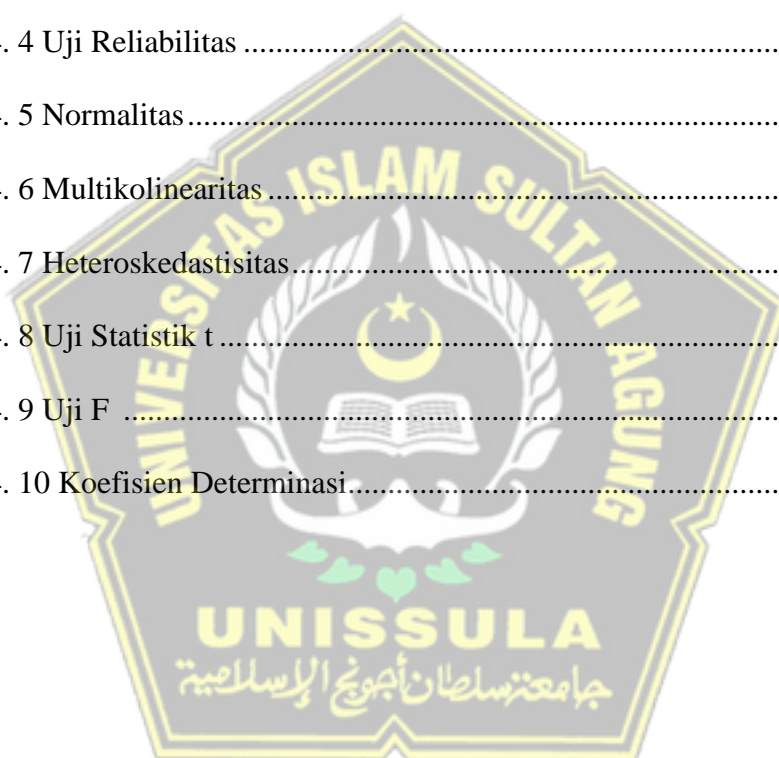 . 4 Uji Reliabilitas ..................................................................
. 5 Normalitas..........................................................................
. 6 Multikolinearitas ...............................................................
. 7 Heteroskedastisitas............................................................
. 8 Uji Statistik t ......................................................................
. 9 Uji F ..................................................................................
. 10 Koefisien Determinasi.....................................................
UNIVERSITAS ISLAM SULTAN AGUNG
UNISSULA
جامعة سلطان أجونج الإسلامية